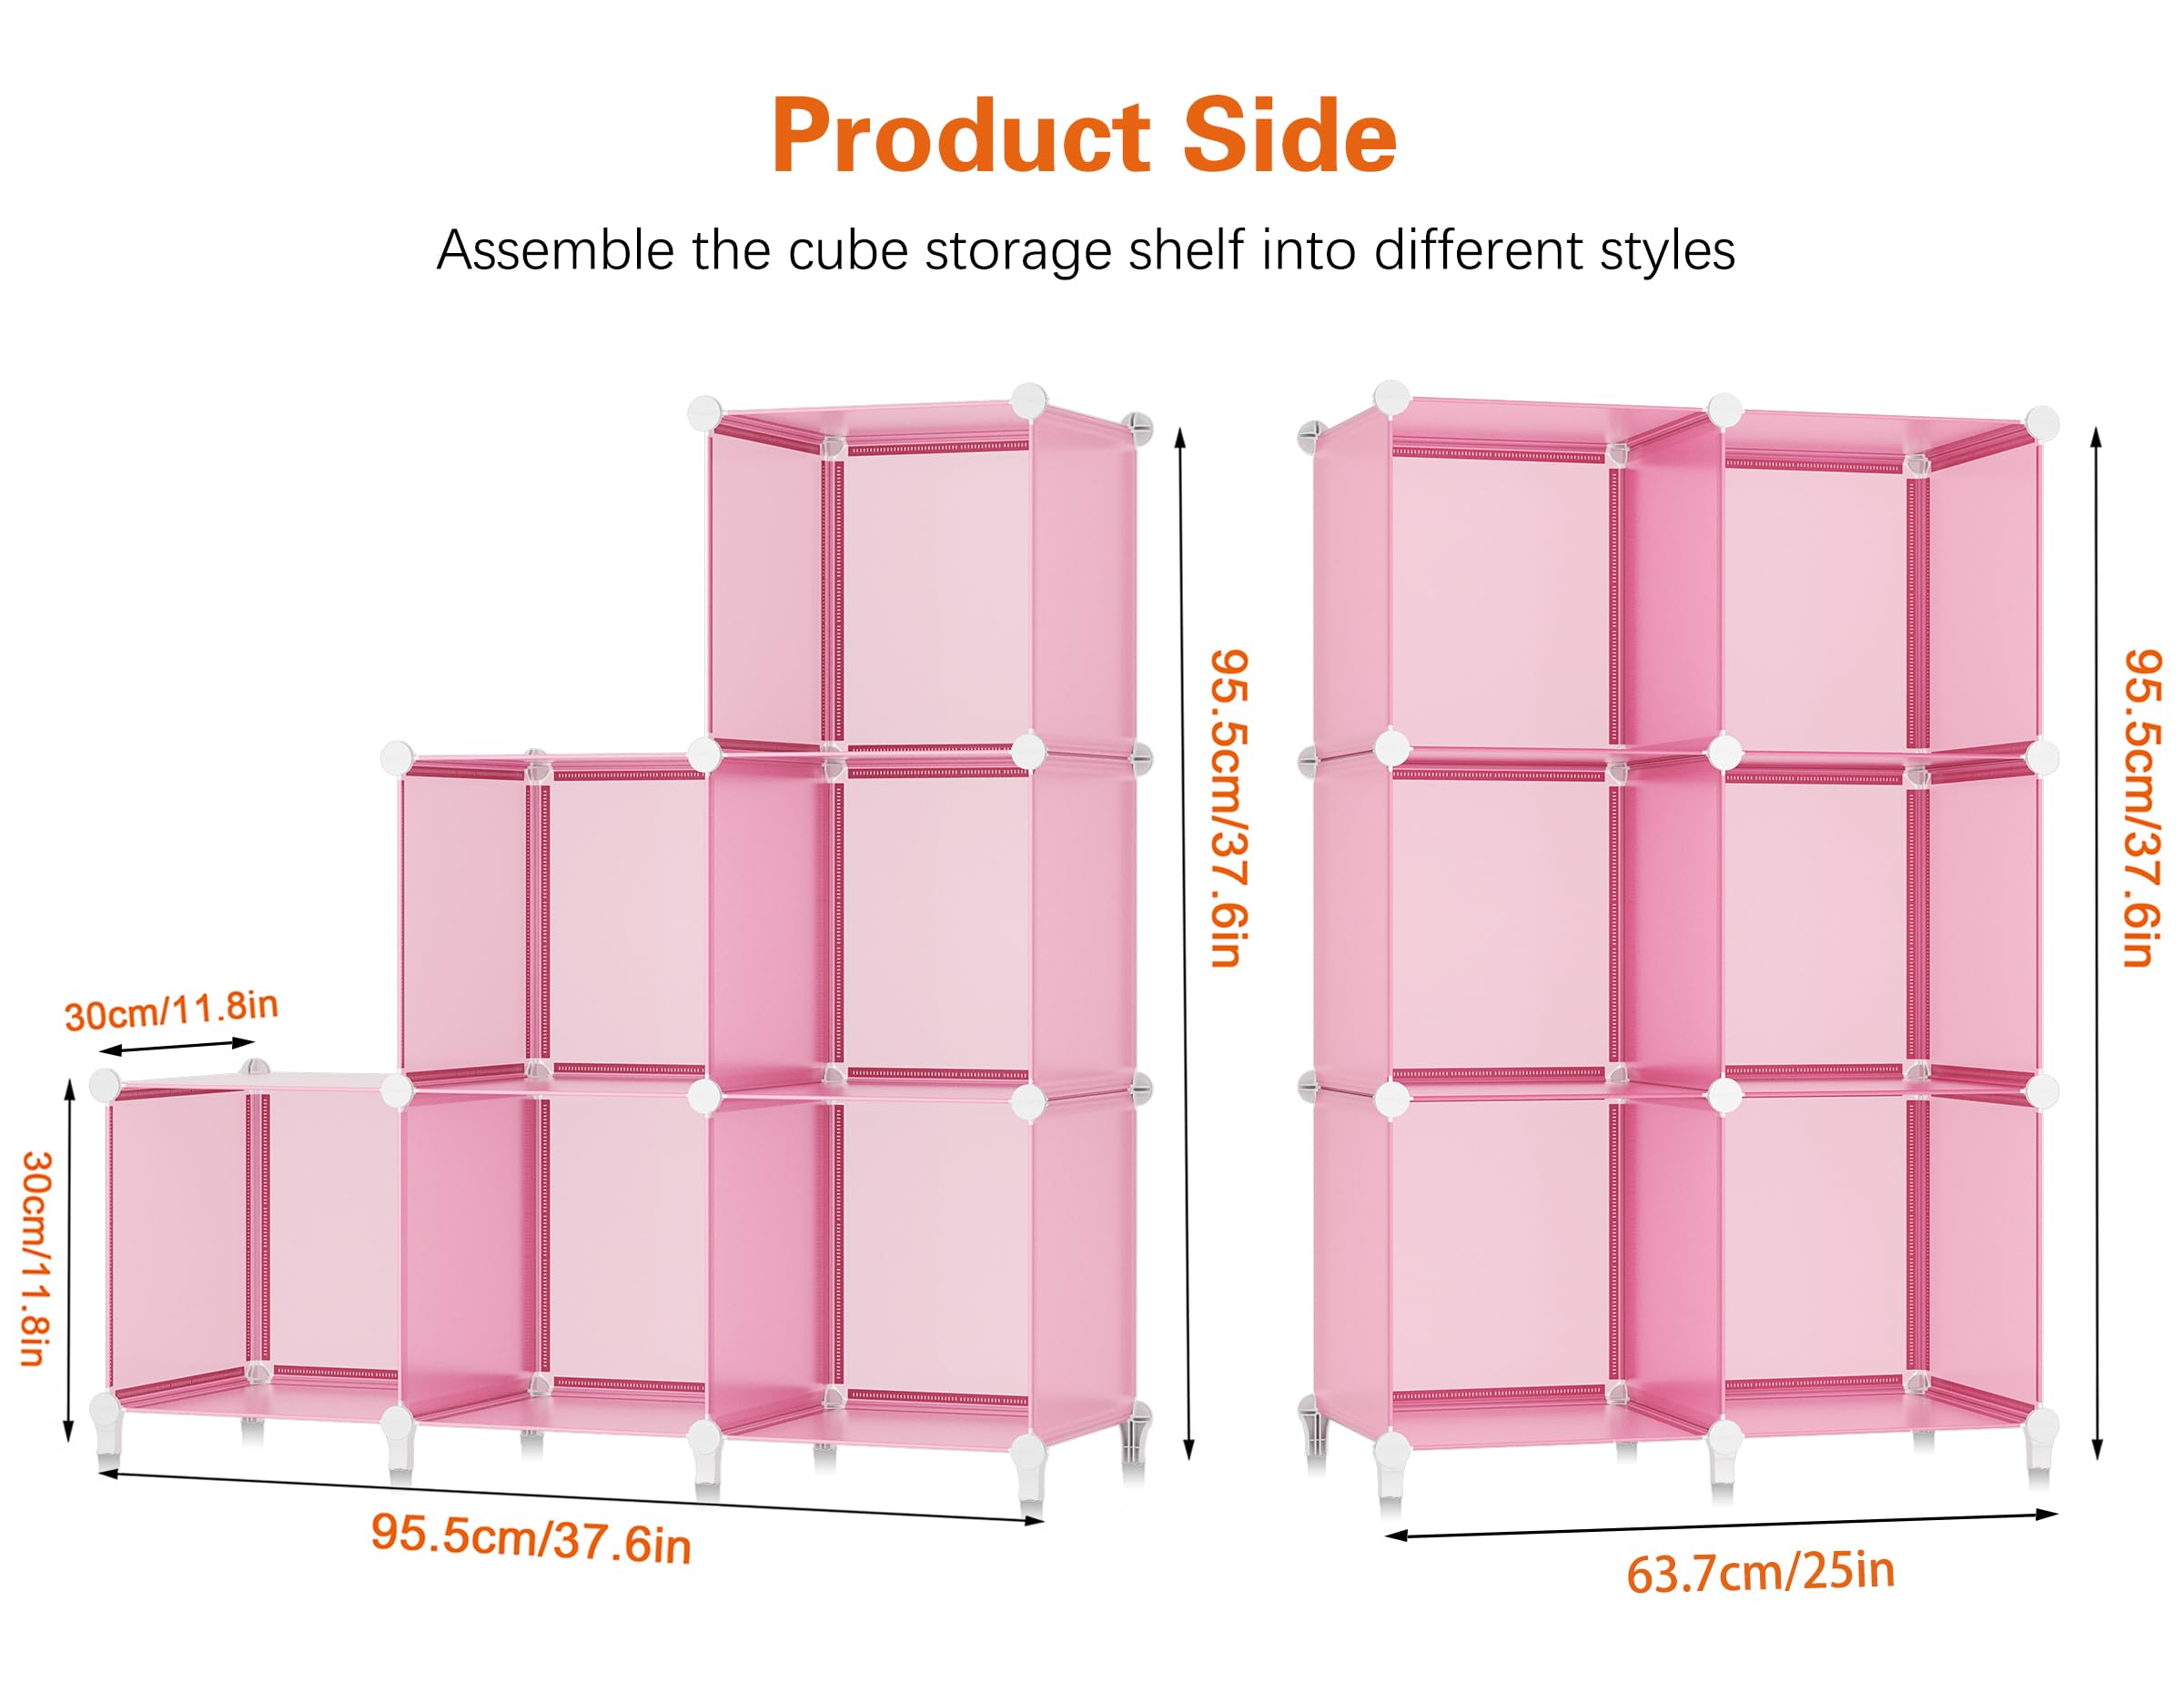 Product Side
Assemble the cube storage shelf into different styles
30cm/11.8in
30cm/11.8in
95.5cm/37.6in
95.5cm/37.6in
95.5cm/37.6in
63.7cm/25in